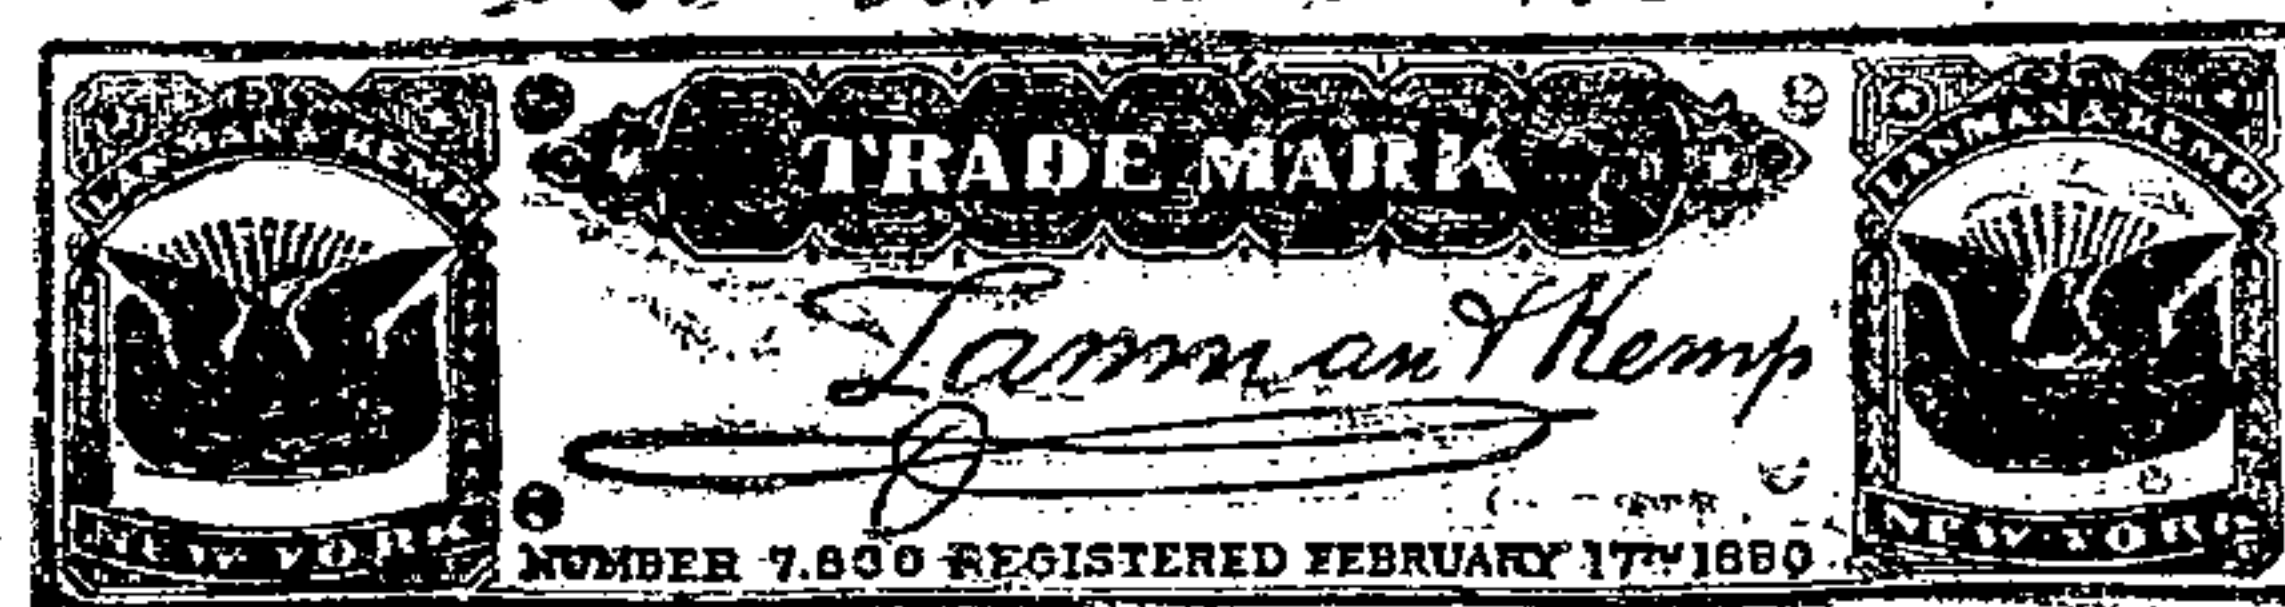 LANMAN & KEMP
NEW YORK
TRADE MARK
Lanman & Kemp
NUMBER 7.800 REGISTERED FEBRUARY 17TH 1880
LANMAN & KEMP
NEW YORK